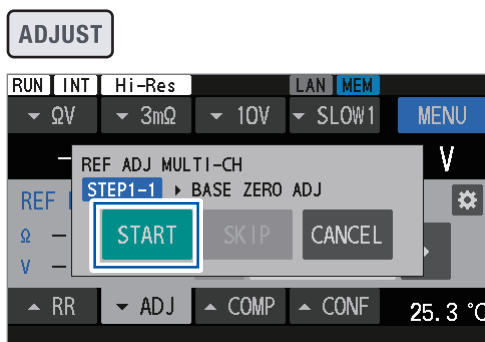 ADJUST
RUN INT Hi-Res LAN MEM
ΩV 3mΩ 10V SLOW1 MENU
– V
REF ADJ MULTI-CH
STEP1-1 ▸ BASE ZERO ADJ
REF
START SKIP CANCEL
Ω –
V –
RR ADJ COMP CONF 25.3 °C